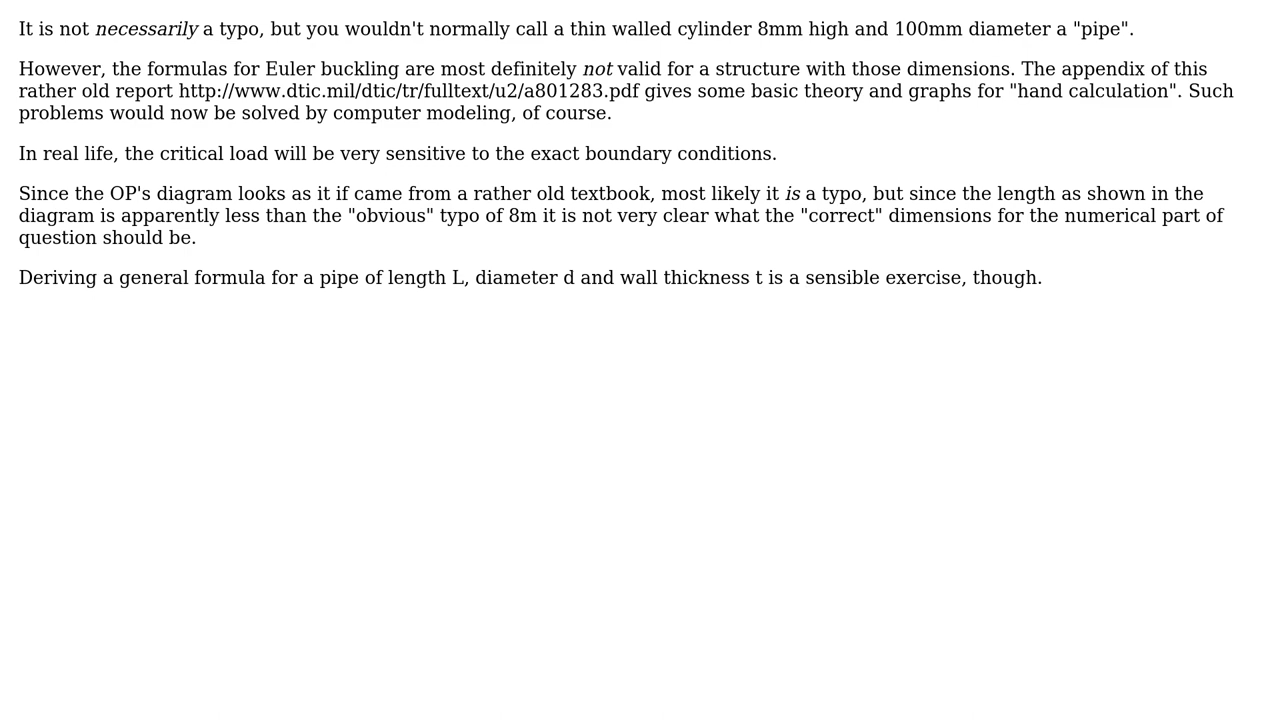 It is not necessarily a typo, but you wouldn't normally call a thin walled cylinder 8mm high and 100mm diameter a "pipe".
However, the formulas for Euler buckling are most definitely not valid for a structure with those dimensions. The appendix of this
rather old report http://www.dtic.mil/dtic/tr/fulltext/u2/a801283.pdf gives some basic theory and graphs for "hand calculation". Such
problems would now be solved by computer modeling, of course.
In real life, the critical load will be very sensitive to the exact boundary conditions.
Since the OP's diagram looks as it if came from a rather old textbook, most likely it is a typo, but since the length as shown in the
diagram is apparently less than the "obvious" typo of 8m it is not very clear what the "correct" dimensions for the numerical part of
question should be.
Deriving a general formula for a pipe of length L, diameter d and wall thickness t is a sensible exercise, though.